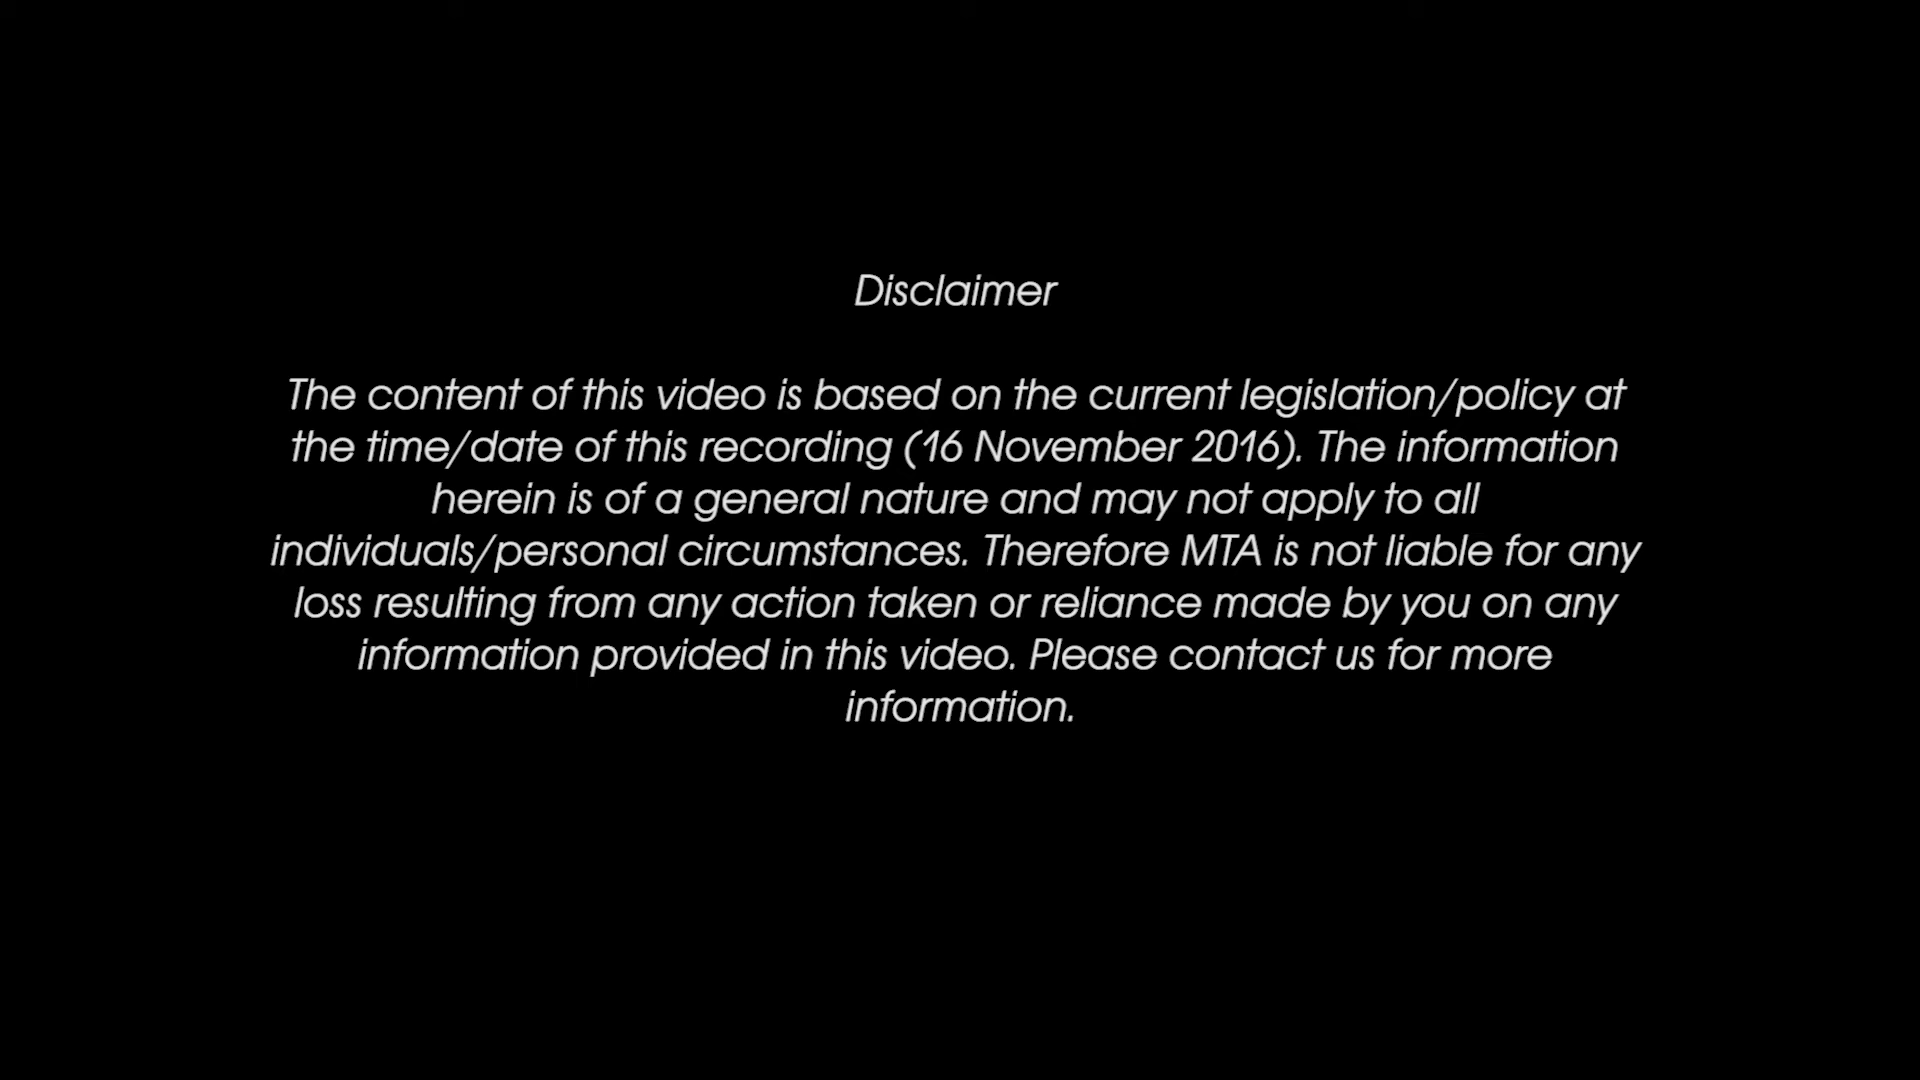 Disclaimer
The content of this video is based on the current legislation/policy at
the time/date of this recording (16 November 2016). The information
herein is of a general nature and may not apply to all
individuals/personal circumstances. Therefore MTA is not liable for any
loss resulting from any action taken or reliance made by you on any
information provided in this video. Please contact us for more
information.